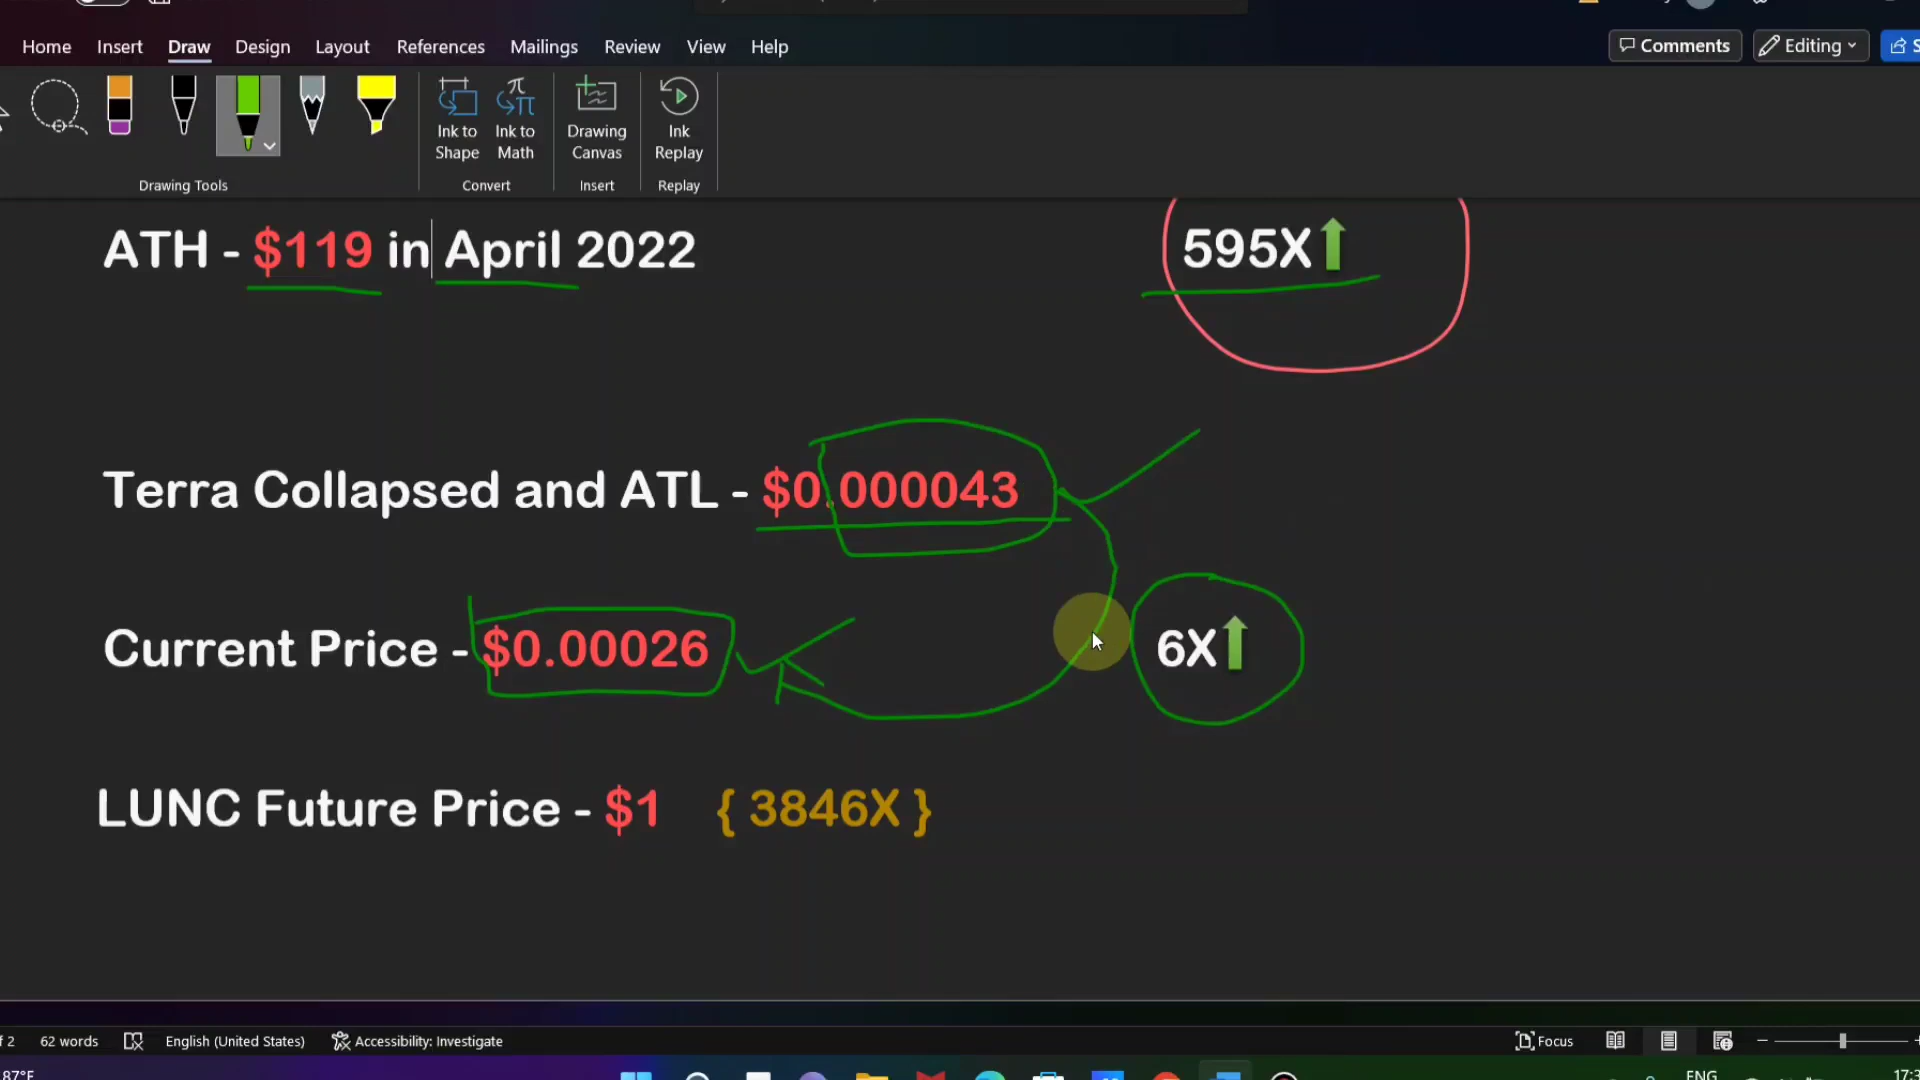 Home Insert Draw Design Layout References Mailings Review View Help
Comments Editing
Ink to Shape
Ink to Math
Drawing Canvas
Ink Replay
Drawing Tools Convert Insert Replay
ATH - $119 in April 2022
595X
Terra Collapsed and ATL - $0.000043
Current Price - $0.00026
6X
LUNC Future Price - $1 { 3846X }
62 words English (United States) Accessibility: Investigate Focus
87°F
ENG